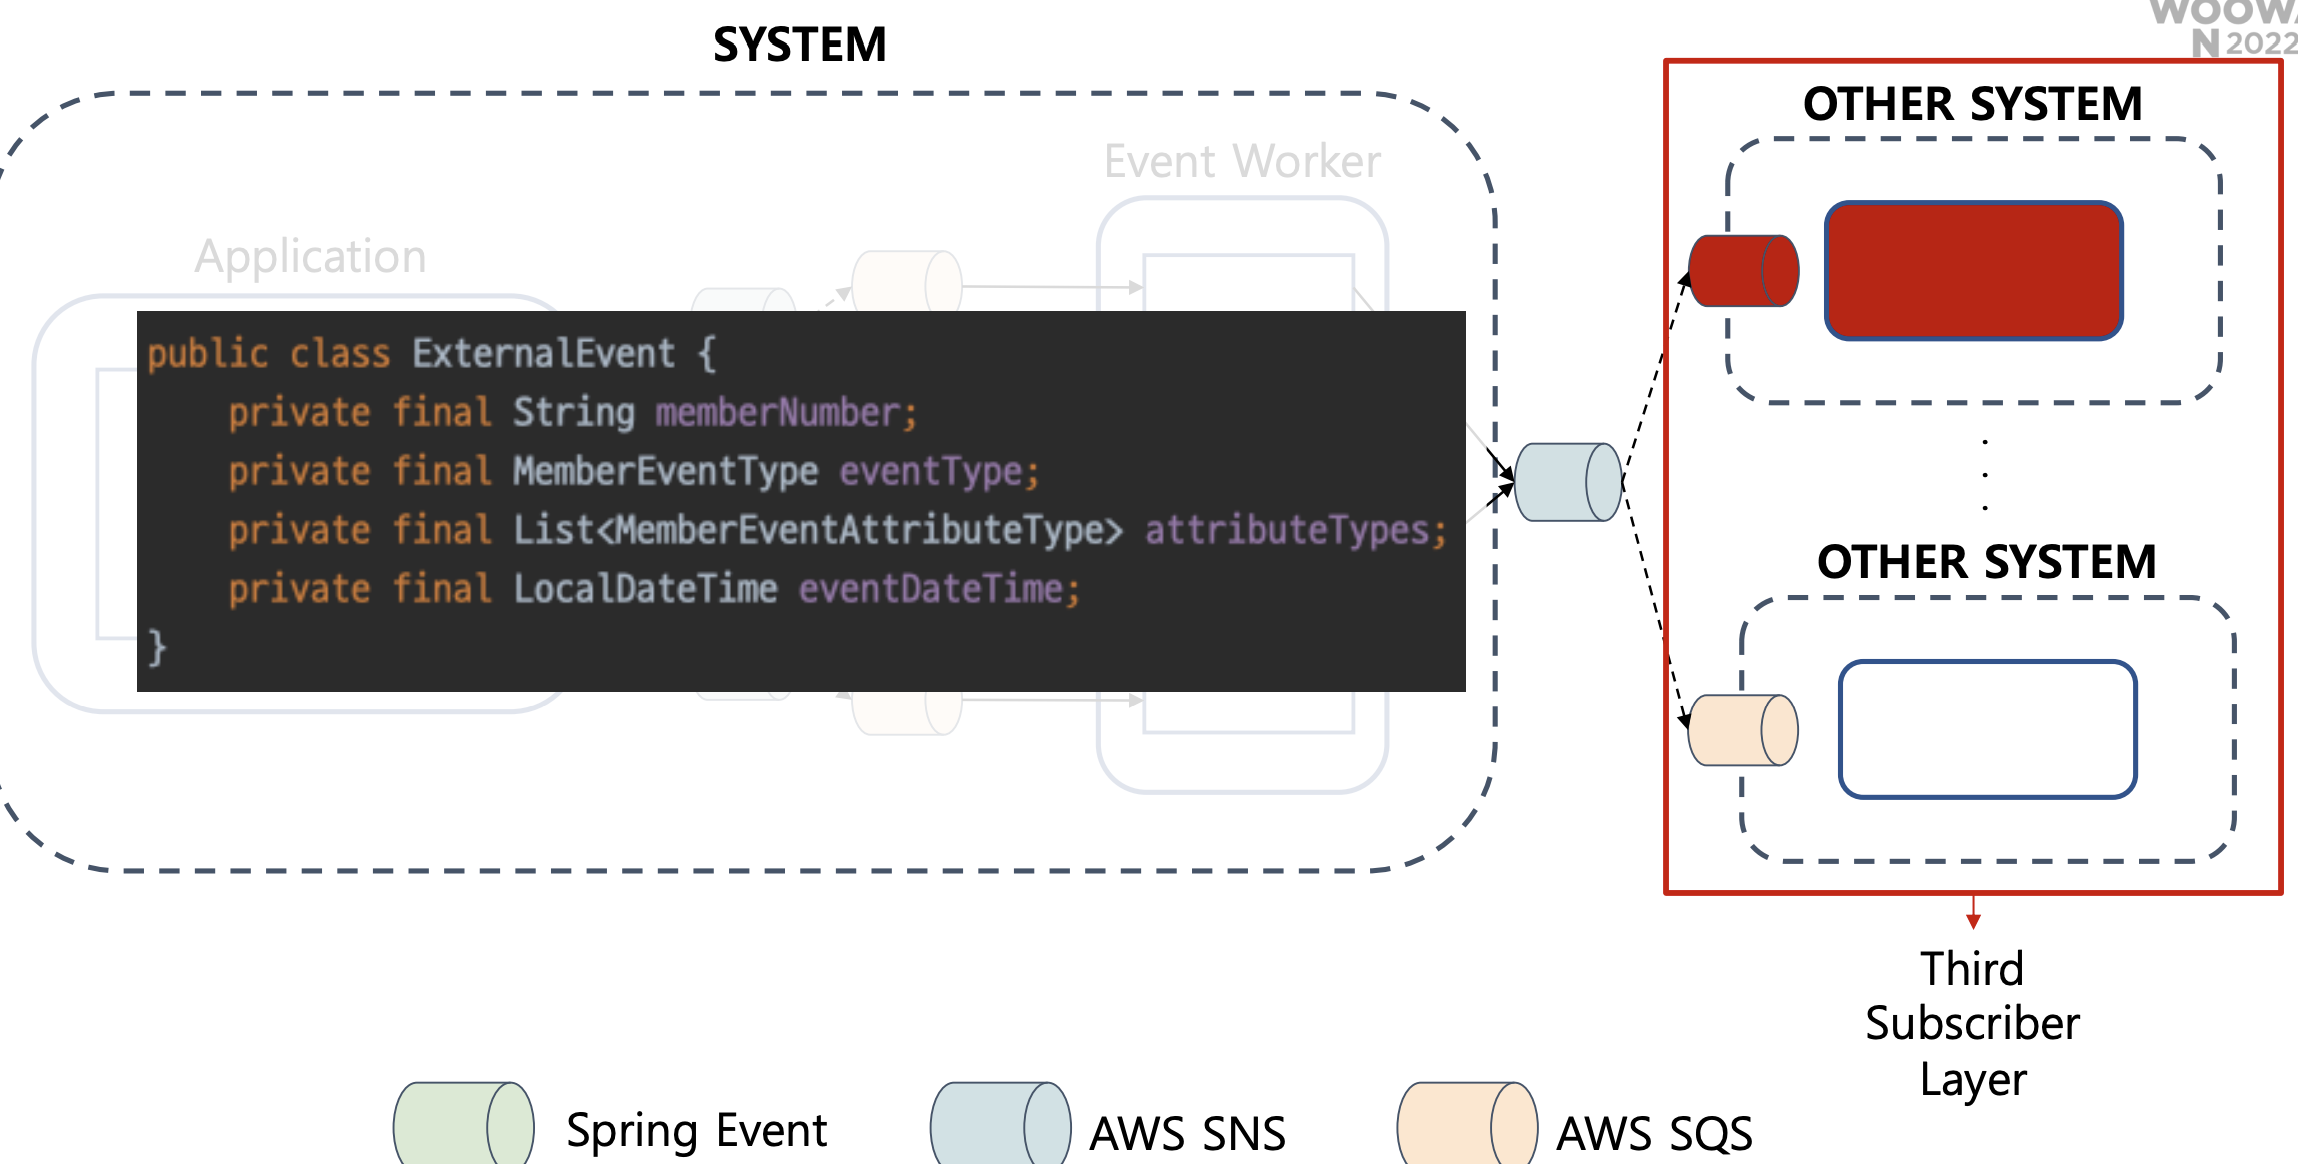 SYSTEM
N 2022
OTHER SYSTEM
Event Worker
Application
public class ExternalEvent {
    private final String memberNumber;
    private final MemberEventType eventType;
    private final List<MemberEventAttributeType> attributeTypes;
    private final LocalDateTime eventDateTime;
}
OTHER SYSTEM
Third
Subscriber
Layer
Spring Event
AWS SNS
AWS SQS